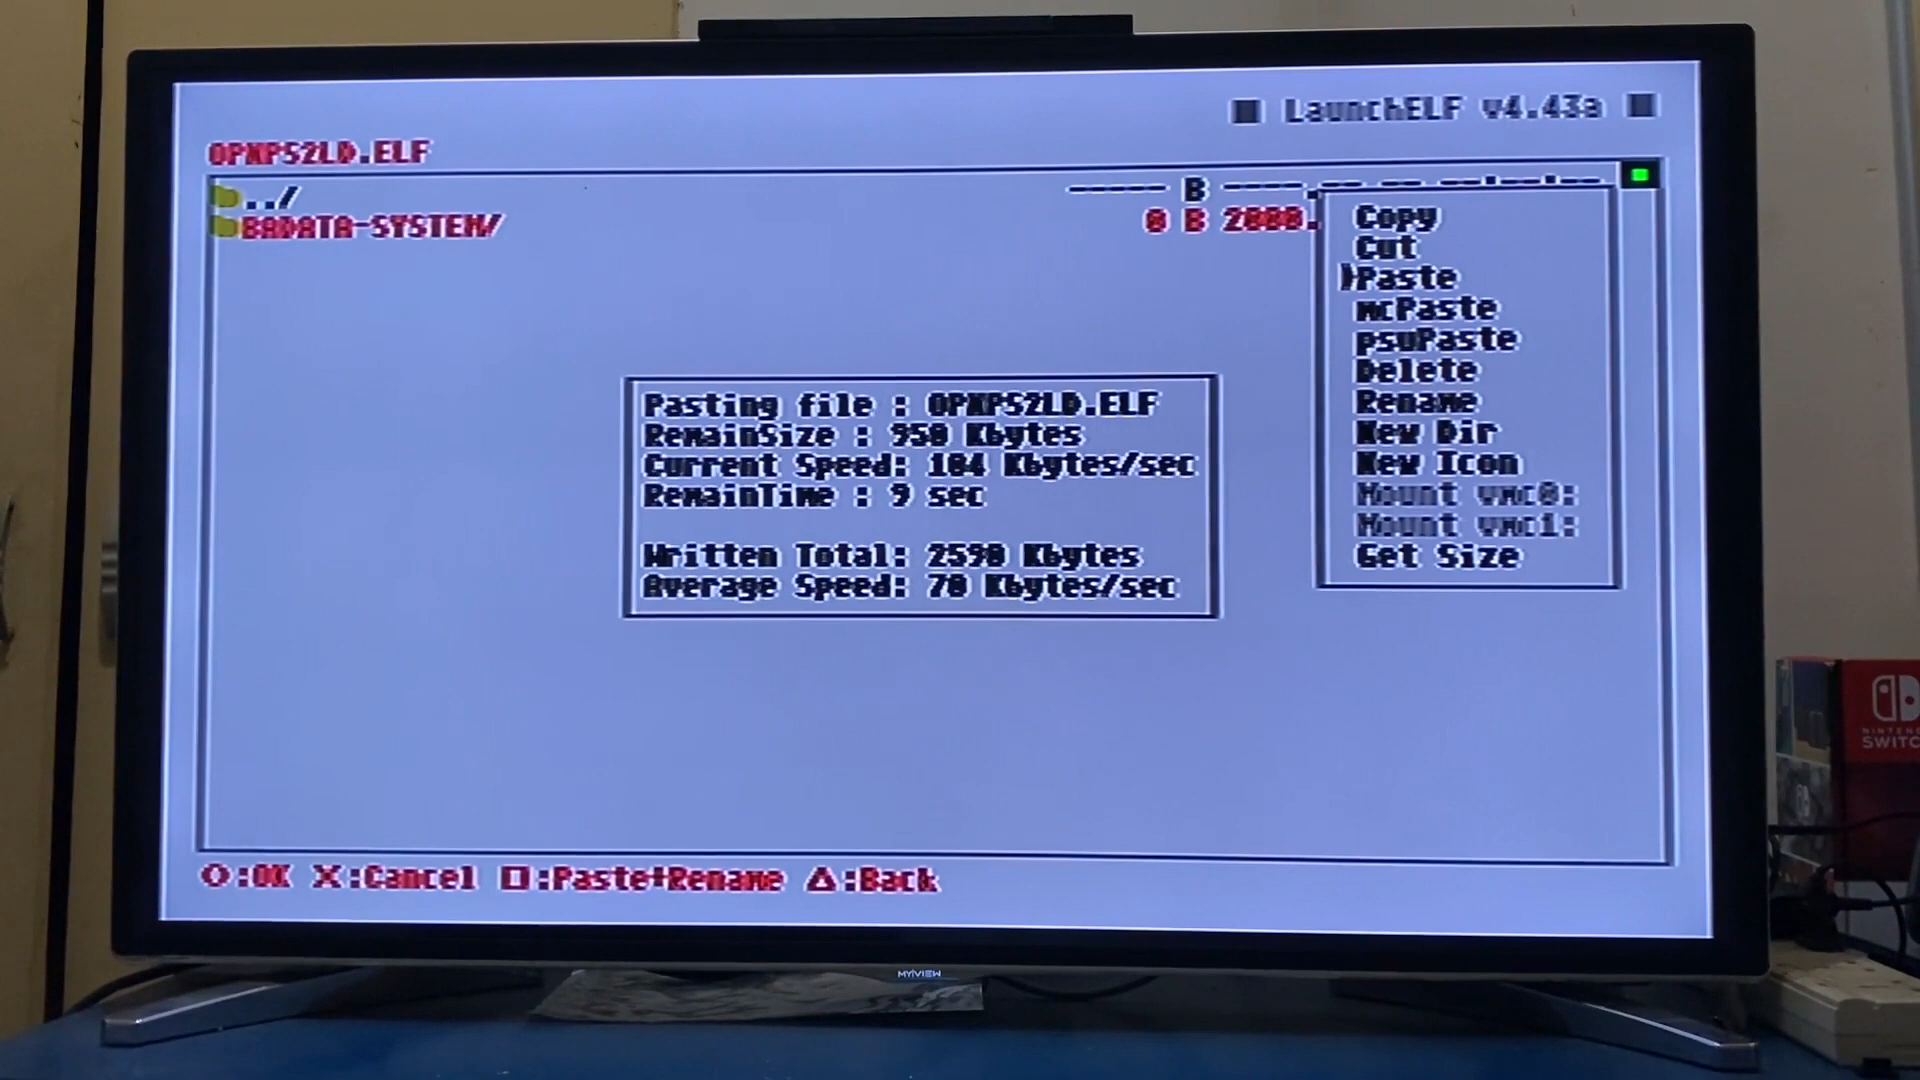 LaunchELF v4.43a
OPNPS2LD.ELF
../
----- B ----.-- -- --:--:--
BADATA-SYSTEM/
0 B 2000.
Copy
Cut
Paste
mcPaste
psuPaste
Delete
Rename
New Dir
New Icon
Mount vmc0:
Mount vmc1:
Get Size
Pasting file : OPNPS2LD.ELF
RemainSize : 950 Kbytes
Current Speed: 104 Kbytes/sec
RemainTime : 9 sec
Written Total: 2590 Kbytes
Average Speed: 70 Kbytes/sec
O:OK X:Cancel □:Paste+Rename △:Back
MYVIEW
NINTEN
SWITC